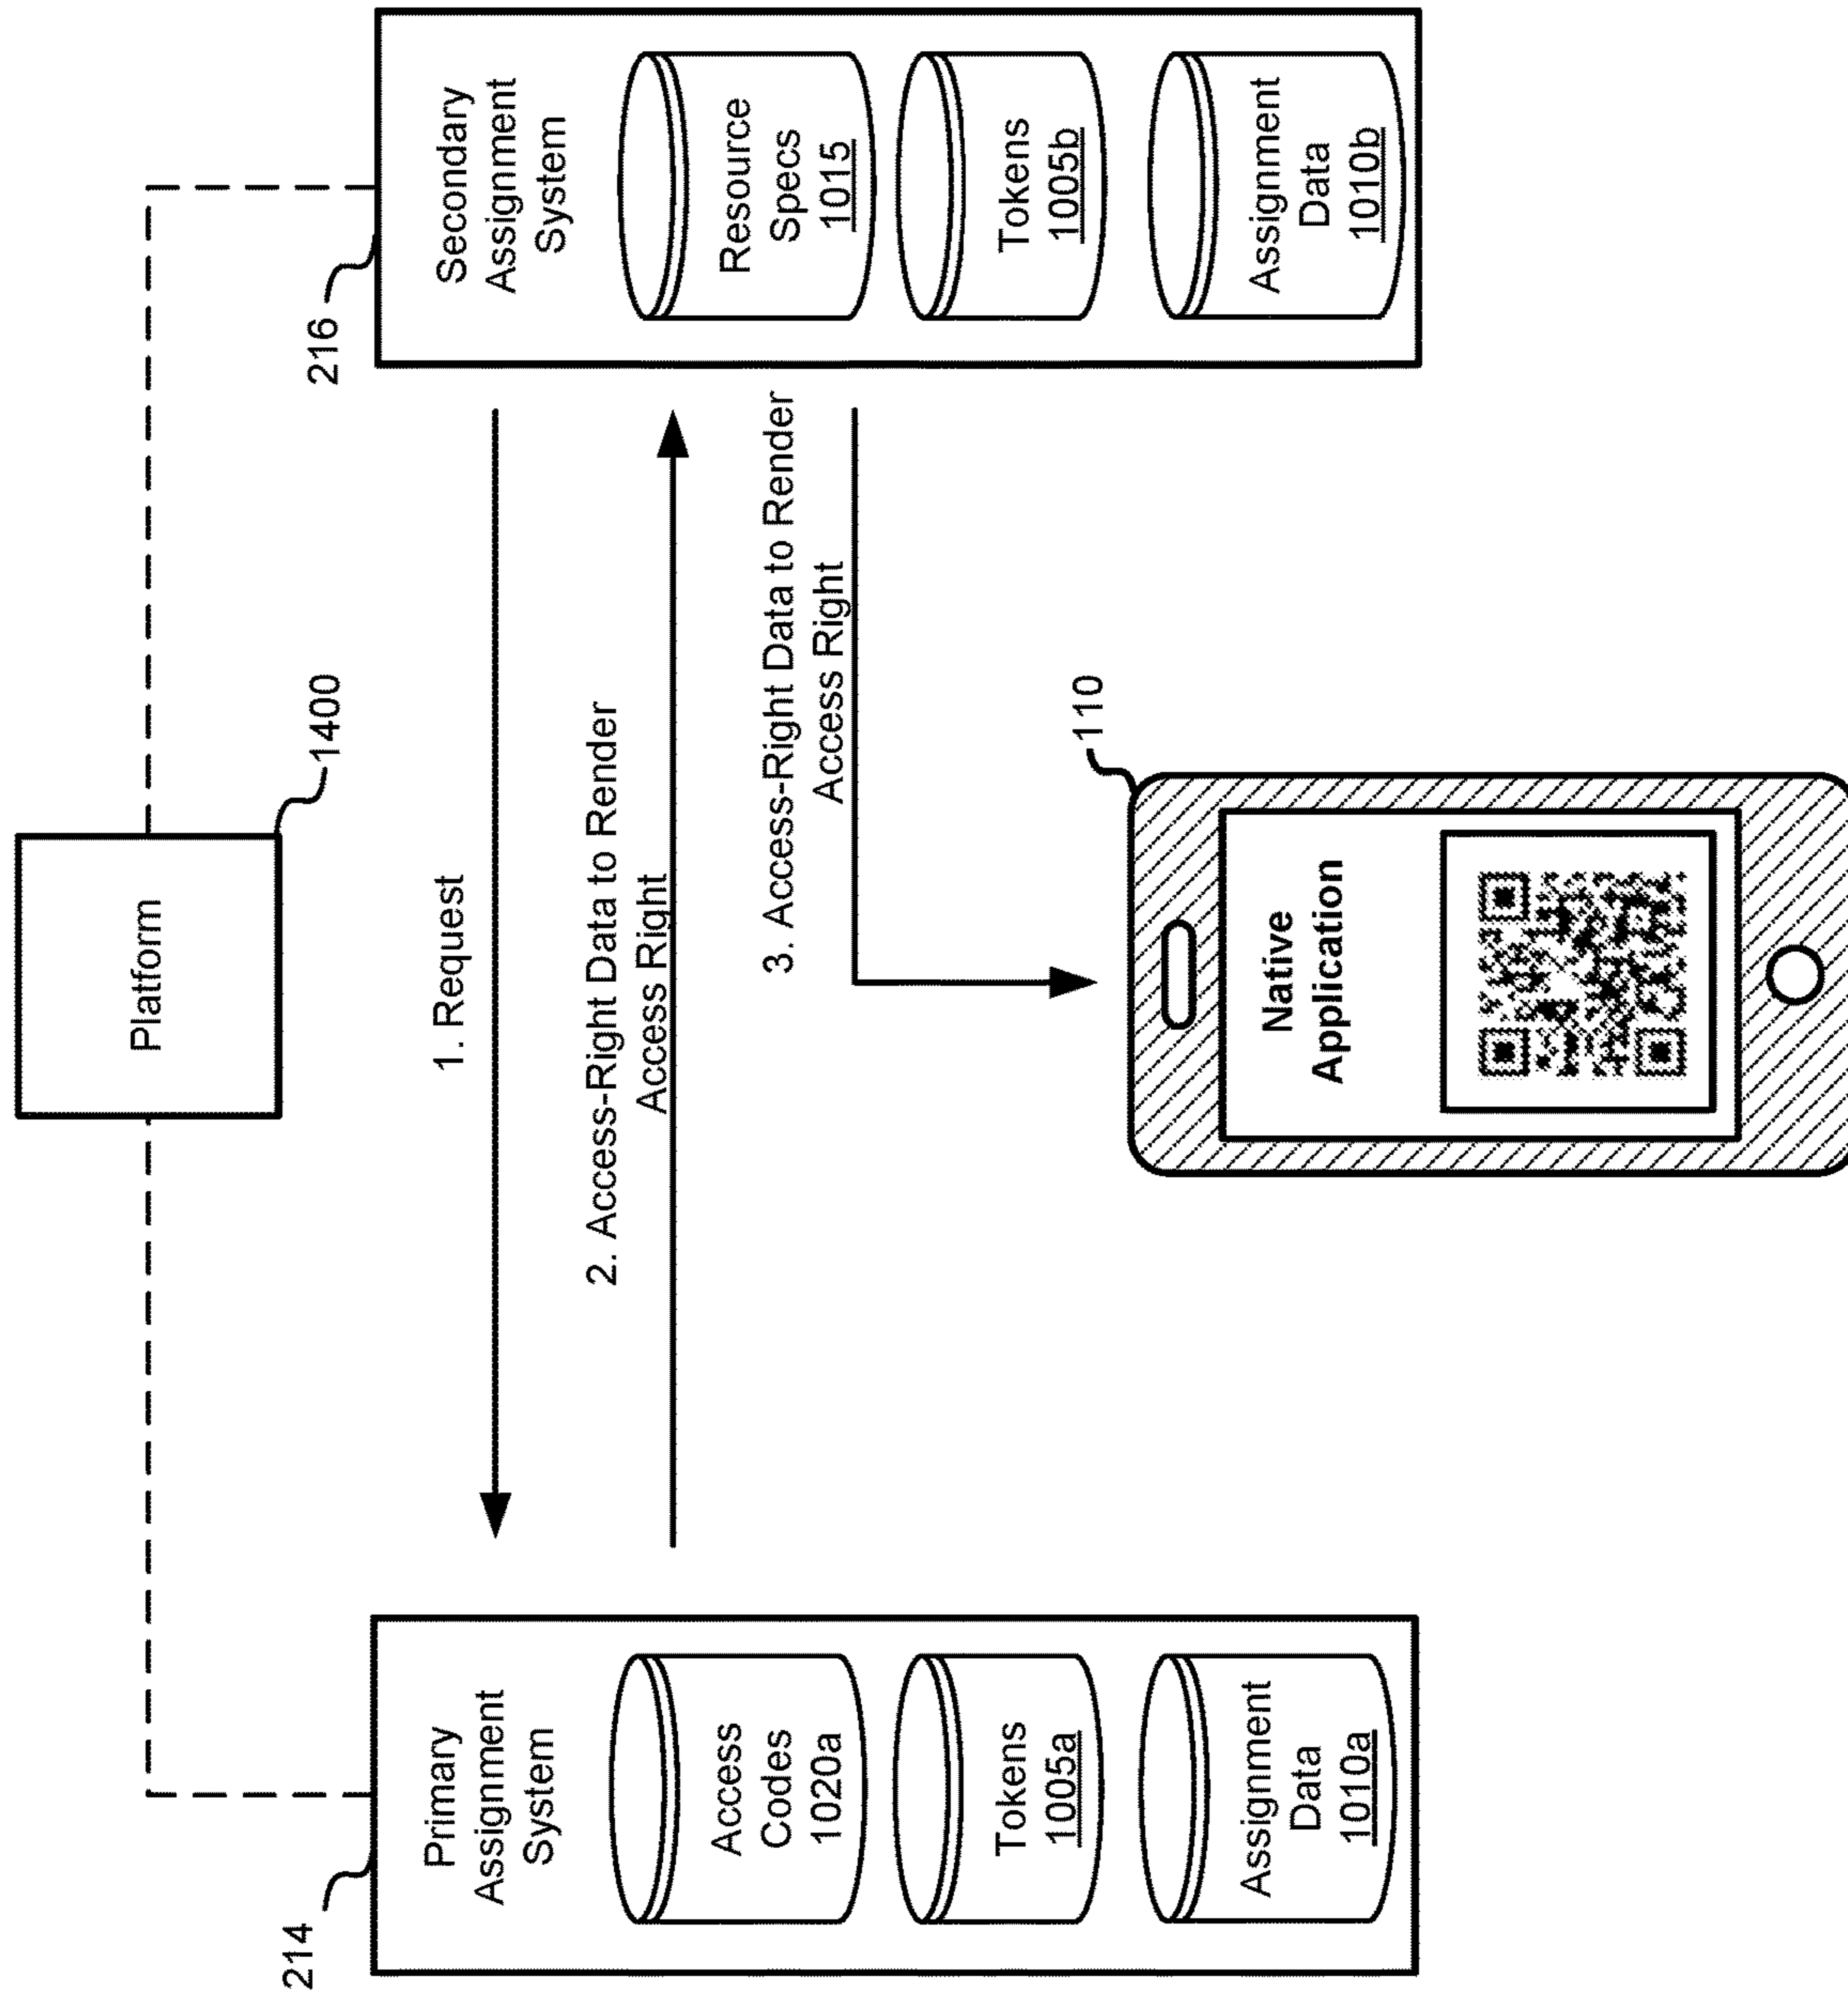 Platform
1400
214
Primary
Assignment
System
Access
Codes
1020a
Tokens
1005a
Assignment
Data
1010a
1. Request
2. Access-Right Data to Render
Access Right
3. Access-Right Data to Render
Access Right
110
Native
Application
216
Secondary
Assignment
System
Resource
Specs
1015
Tokens
1005b
Assignment
Data
1010b